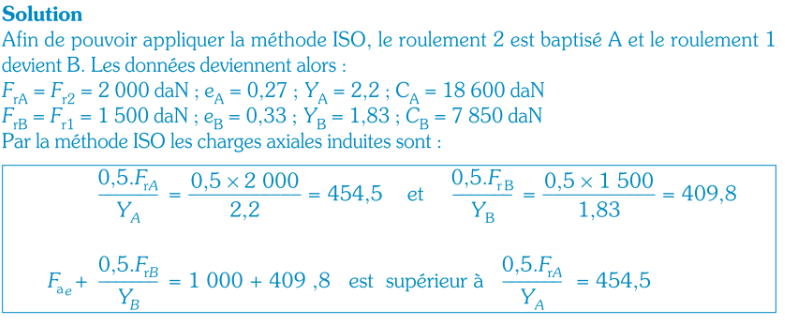 Solution
Afin de pouvoir appliquer la méthode ISO, le roulement 2 est baptisé A et le roulement 1
devient B. Les données deviennent alors :
F_rA = F_r2 = 2 000 daN ; e_A = 0,27 ; Y_A = 2,2 ; C_A = 18 600 daN
F_rB = F_r1 = 1 500 daN ; e_B = 0,33 ; Y_B = 1,83 ; C_B = 7 850 daN
Par la méthode ISO les charges axiales induites sont :
0,5.F_rA / Y_A = 0,5 × 2 000 / 2,2 = 454,5 et 0,5.F_rB / Y_B = 0,5 × 1 500 / 1,83 = 409,8
F_ae + 0,5.F_rB / Y_B = 1 000 + 409 ,8 est supérieur à 0,5.F_rA / Y_A = 454,5